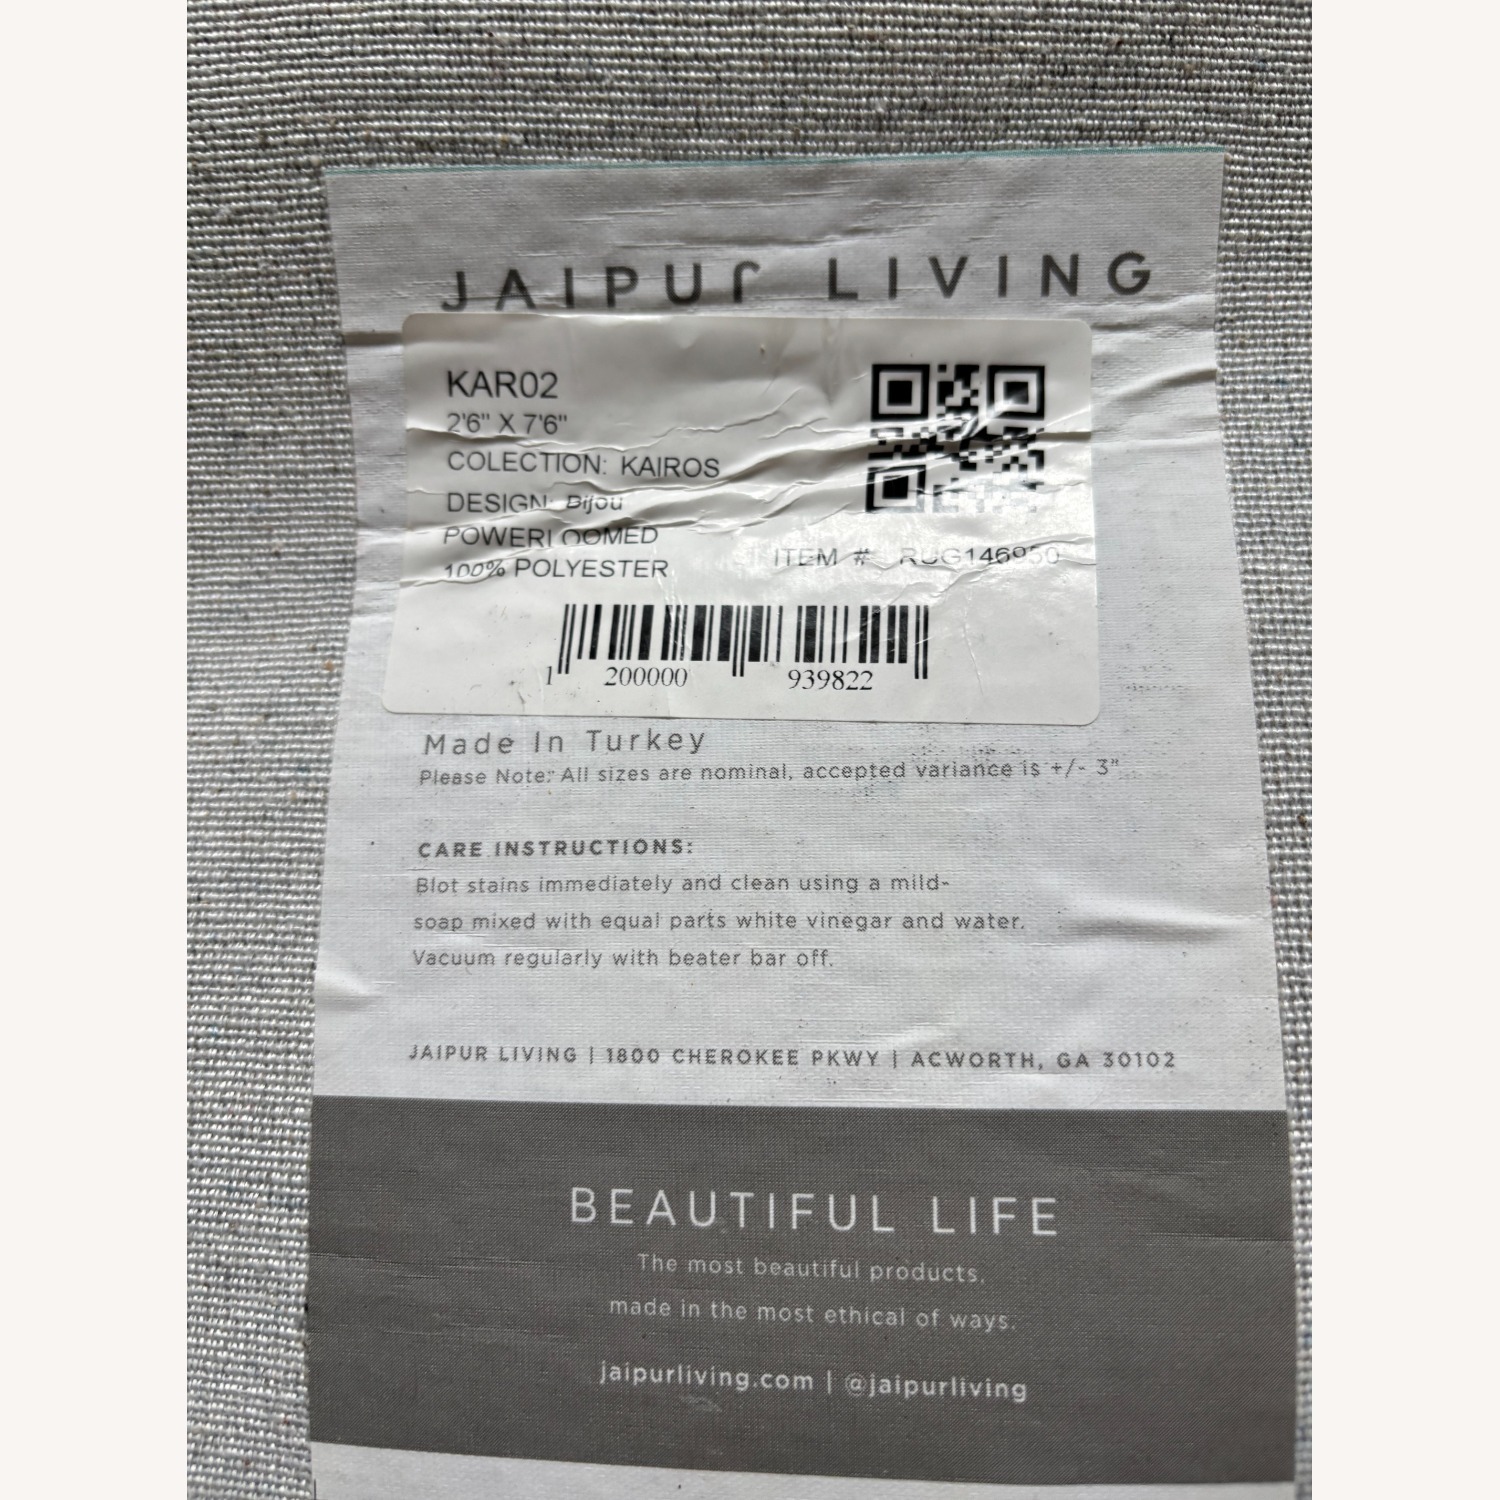 JAIPUR LIVING
KAR02
2'6" X 7'6"
COLECTION: KAIROS
DESIGN: Bijou
POWERLOOMED
100% POLYESTER
ITEM # RUG146950
1 200000 939822
Made In Turkey
Please Note: All sizes are nominal, accepted variance is +/- 3"
CARE INSTRUCTIONS:
Blot stains immediately and clean using a mild-
soap mixed with equal parts white vinegar and water.
Vacuum regularly with beater bar off.
JAIPUR LIVING | 1800 CHEROKEE PKWY | ACWORTH, GA 30102
BEAUTIFUL LIFE
The most beautiful products,
made in the most ethical of ways.
jaipurliving.com | @jaipurliving